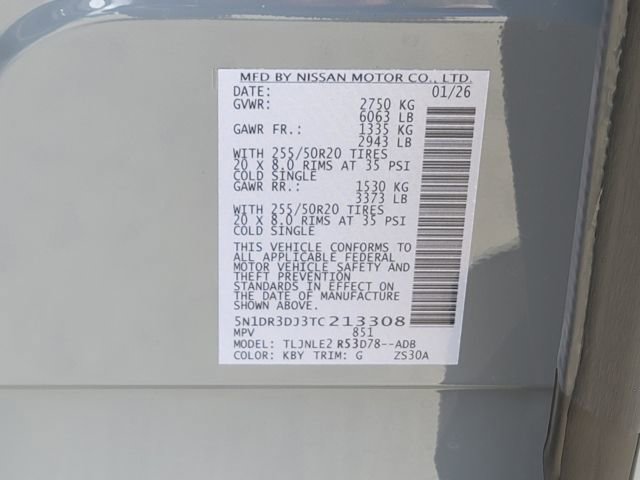 MFD BY NISSAN MOTOR CO., LTD.
DATE: 01/26
GVWR: 2750 KG
6063 LB
GAWR FR.: 1335 KG
2943 LB
WITH 255/50R20 TIRES
20 X 8.0 RIMS AT 35 PSI
COLD SINGLE
GAWR RR.: 1530 KG
3373 LB
WITH 255/50R20 TIRES
20 X 8.0 RIMS AT 35 PSI
COLD SINGLE
THIS VEHICLE CONFORMS TO
ALL APPLICABLE FEDERAL
MOTOR VEHICLE SAFETY AND
THEFT PREVENTION
STANDARDS IN EFFECT ON
THE DATE OF MANUFACTURE
SHOWN ABOVE.
5N1DR3DJ3TC213308
MPV 851
MODEL: TLJNLE2 R53D78--ADB
COLOR: KBY TRIM: G ZS30A